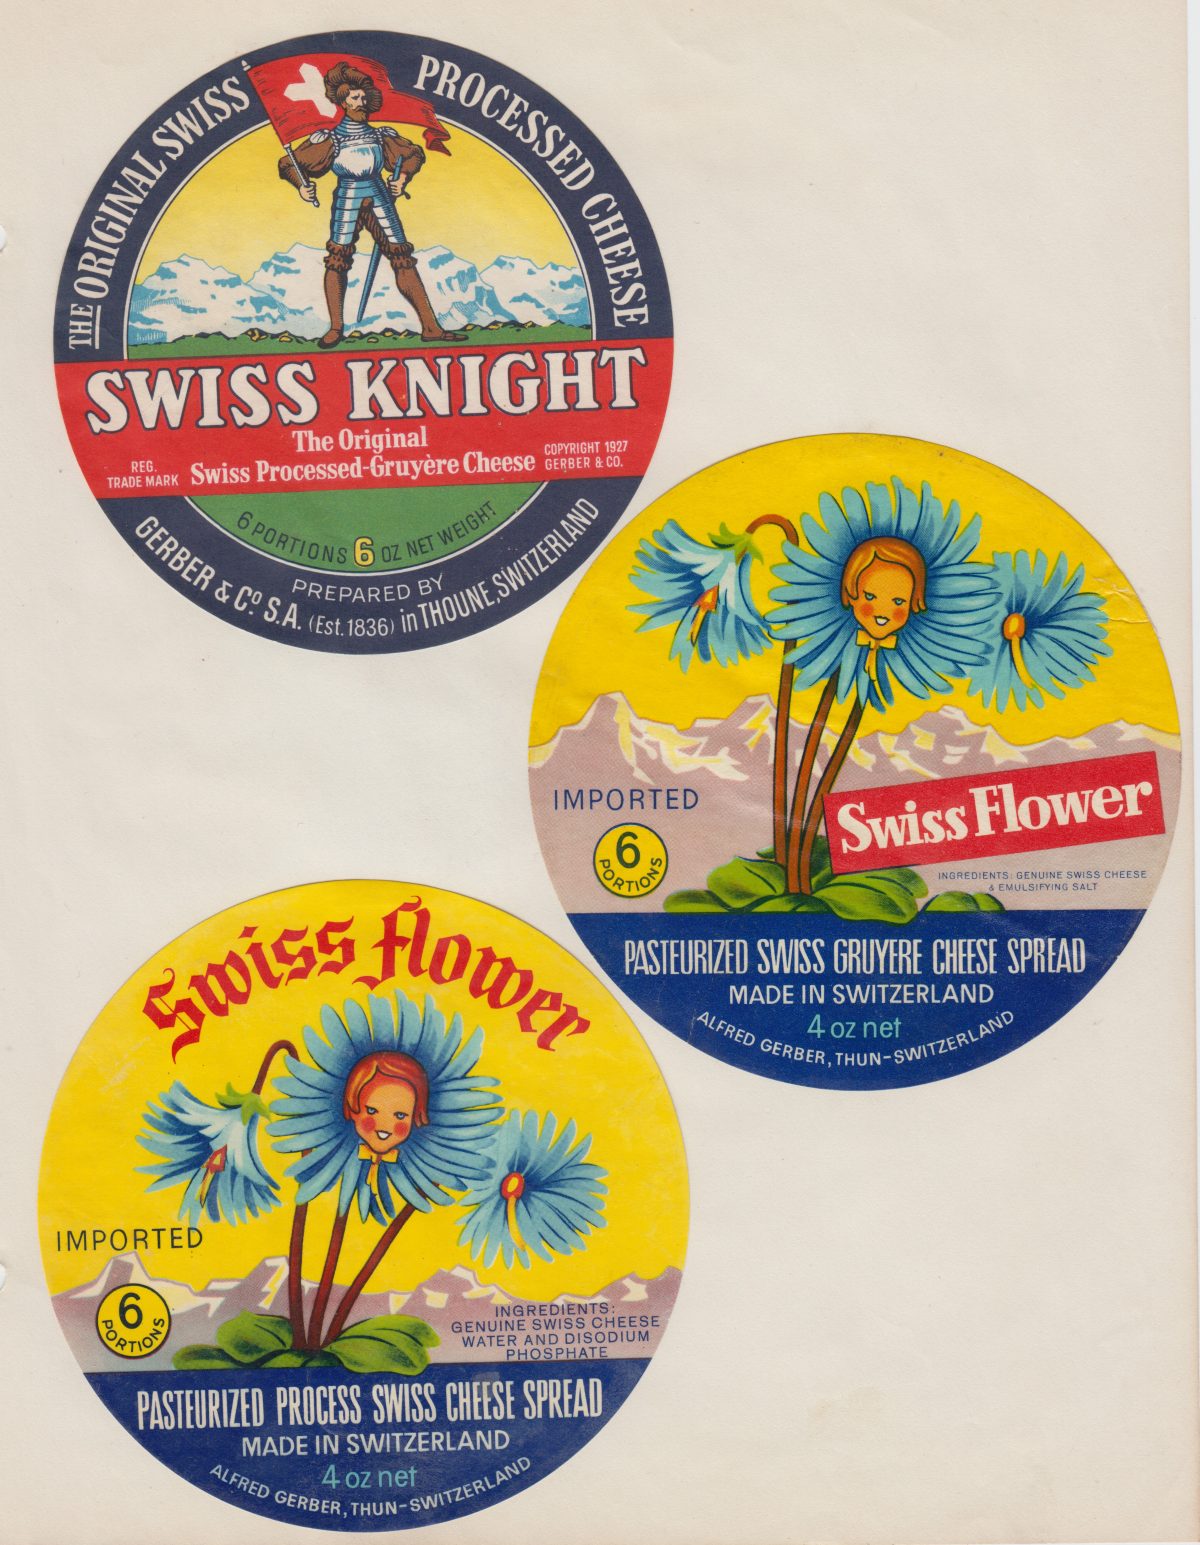 THE ORIGINAL SWISS PROCESSED CHEESE
SWISS KNIGHT
The Original
Swiss Processed-Gruyère Cheese
REG.
TRADE MARK
COPYRIGHT 1927
GERBER & CO.
6 PORTIONS 6 OZ NET WEIGHT
PREPARED BY
GERBER & Cº S.A. (Est. 1836) in THOUNE, SWITZERLAND
IMPORTED
6
PORTIONS
Swiss Flower
INGREDIENTS: GENUINE SWISS CHEESE
& EMULSIFYING SALT
PASTEURIZED SWISS GRUYERE CHEESE SPREAD
MADE IN SWITZERLAND
4 oz net
ALFRED GERBER, THUN-SWITZERLAND
Swiss flower
IMPORTED
6
PORTIONS
INGREDIENTS:
GENUINE SWISS CHEESE
WATER AND DISODIUM
PHOSPHATE
PASTEURIZED PROCESS SWISS CHEESE SPREAD
MADE IN SWITZERLAND
4 oz net
ALFRED GERBER, THUN-SWITZERLAND